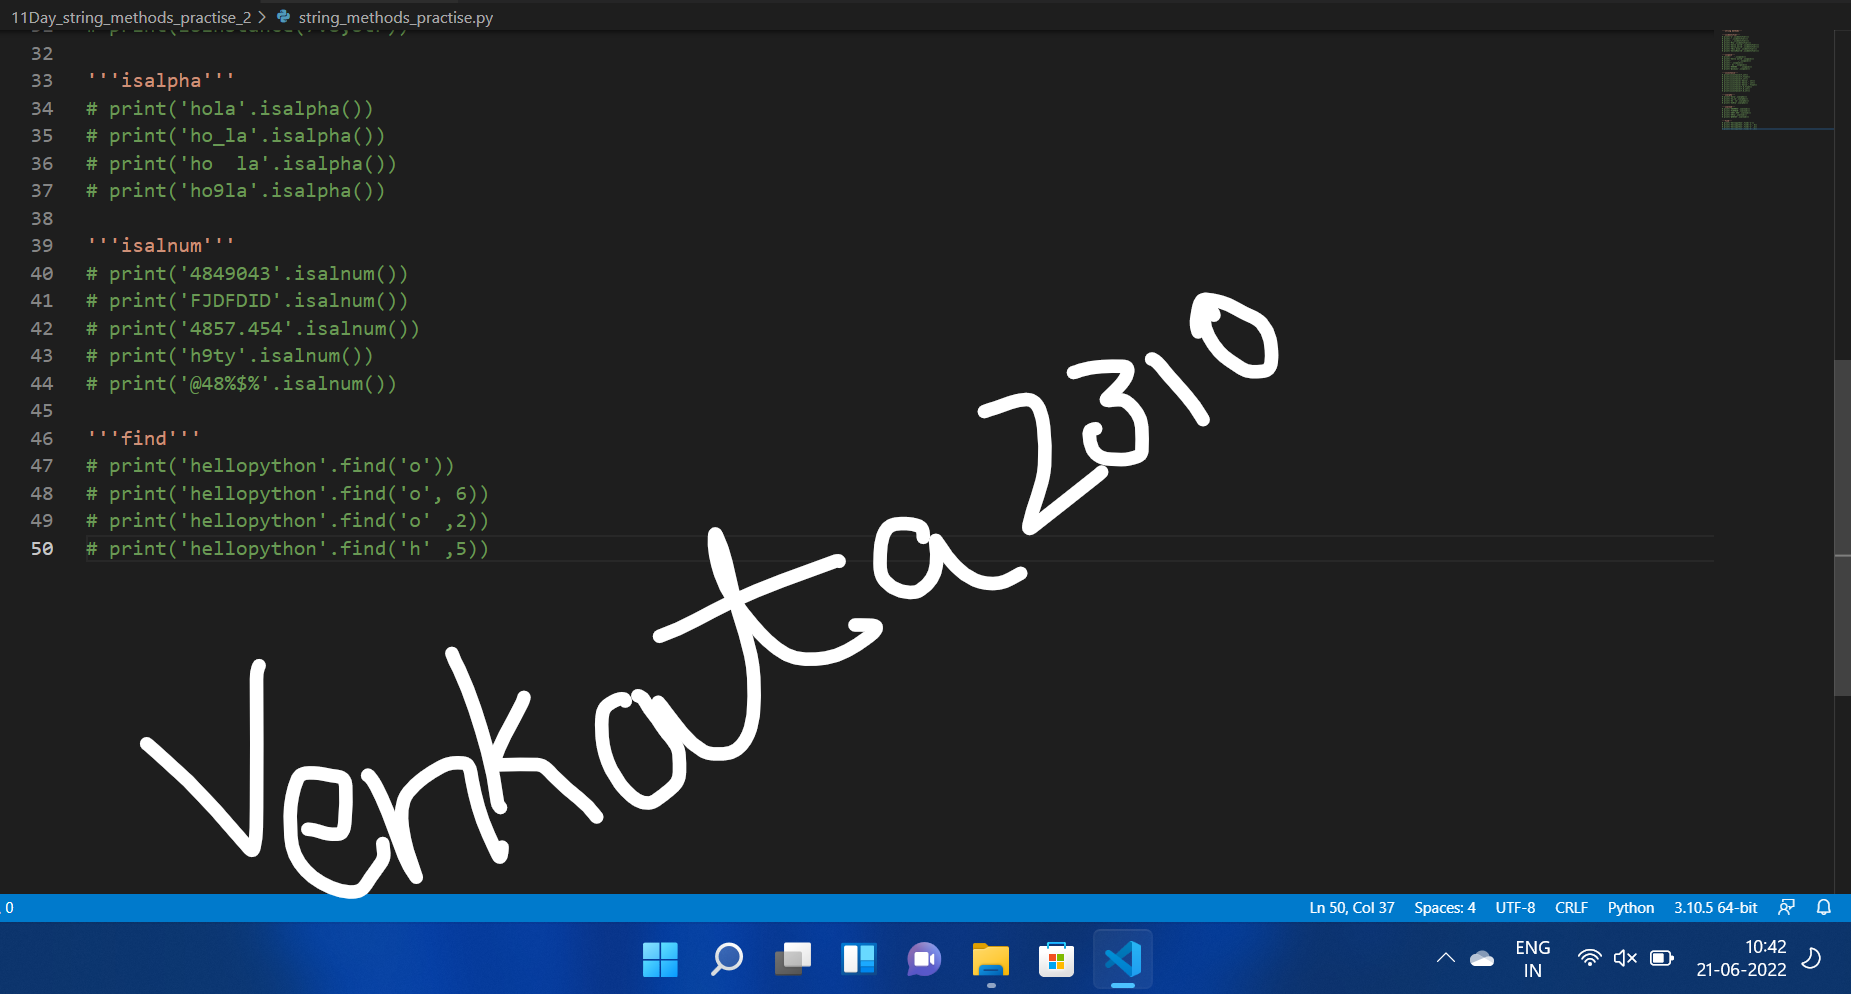 11Day_string_methods_practise_2 > string_methods_practise.py
32
33 '''isalpha'''
34 # print('hola'.isalpha())
35 # print('ho_la'.isalpha())
36 # print('ho  la'.isalpha())
37 # print('ho9la'.isalpha())
38
39 '''isalnum'''
40 # print('4849043'.isalnum())
41 # print('FJDFDID'.isalnum())
42 # print('4857.454'.isalnum())
43 # print('h9ty'.isalnum())
44 # print('@48%$%'.isalnum())
45
46 '''find'''
47 # print('hellopython'.find('o'))
48 # print('hellopython'.find('o', 6))
49 # print('hellopython'.find('o' ,2))
50 # print('hellopython'.find('h' ,5))
Venkata2310
0 Ln 50, Col 37 Spaces: 4 UTF-8 CRLF Python 3.10.5 64-bit
ENG 10:42
IN 21-06-2022